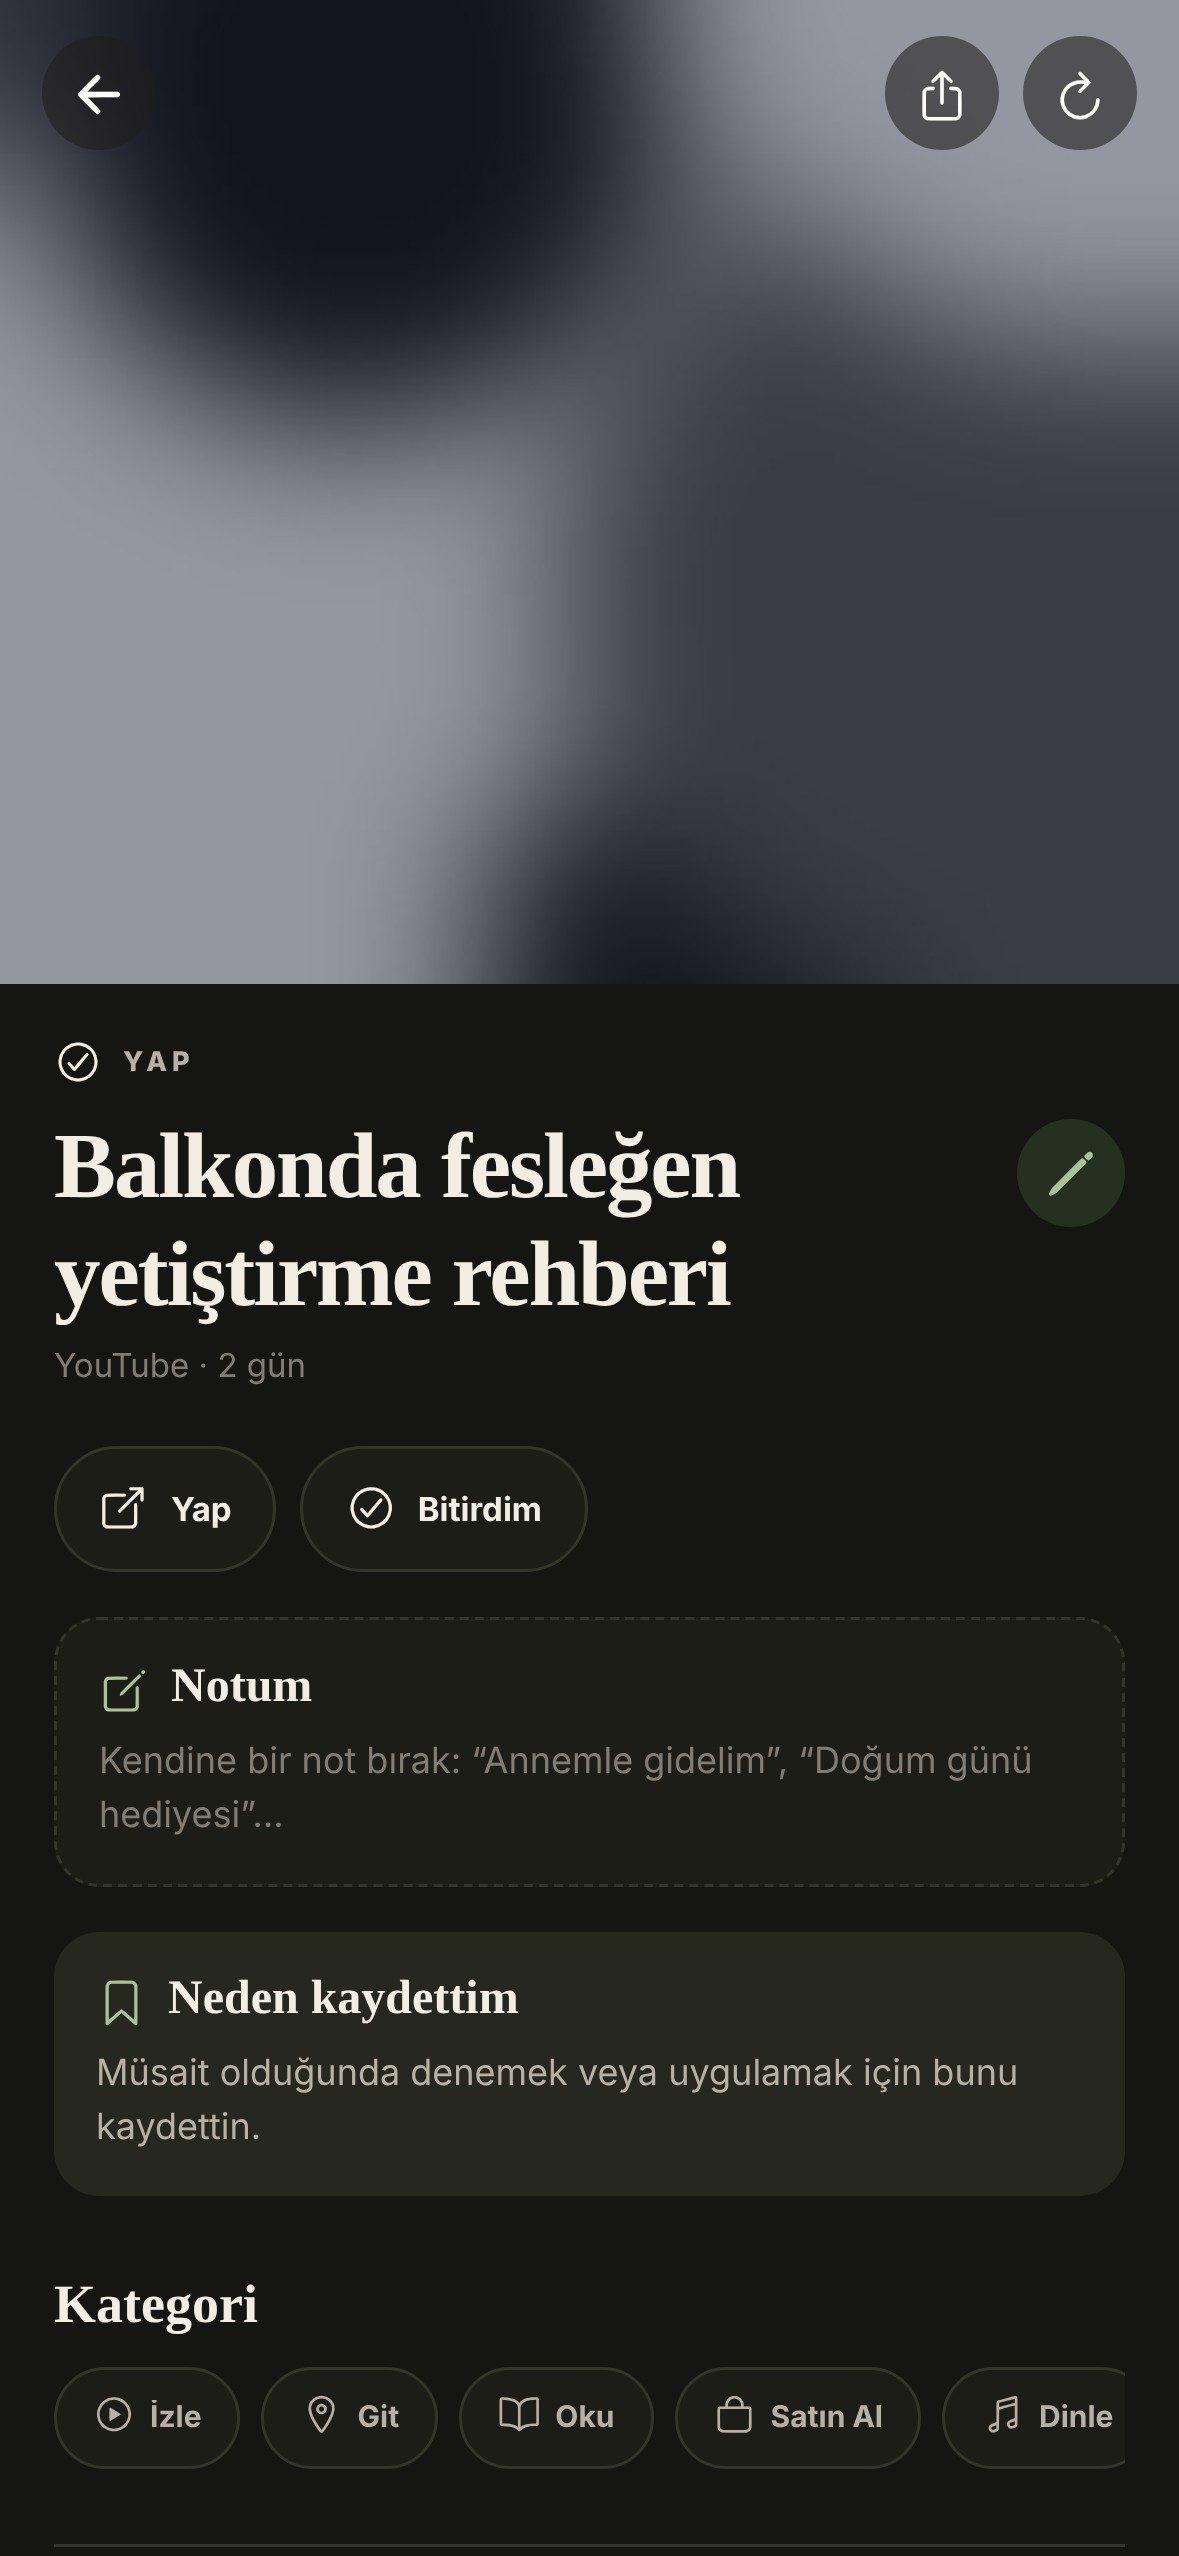 YAP
Balkonda fesleğen
yetiştirme rehberi
YouTube · 2 gün
Yap
Bitirdim
Notum
Kendine bir not bırak: “Annemle gidelim”, “Doğum günü
hediyesi”...
Neden kaydettim
Müsait olduğunda denemek veya uygulamak için bunu
kaydettin.
Kategori
İzle
Git
Oku
Satın Al
Dinle